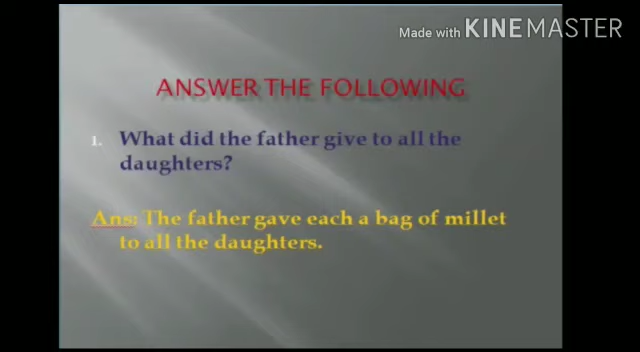 Made with KINEMASTER
ANSWER THE FOLLOWING
1. What did the father give to all the
daughters?
Ans: The father gave each a bag of millet
to all the daughters.